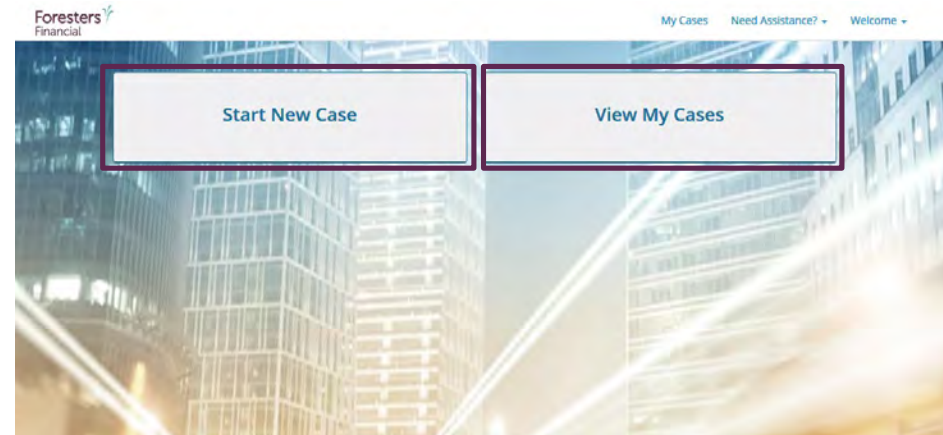 Foresters
Financial
My Cases Need Assistance? Welcome
Start New Case
View My Cases